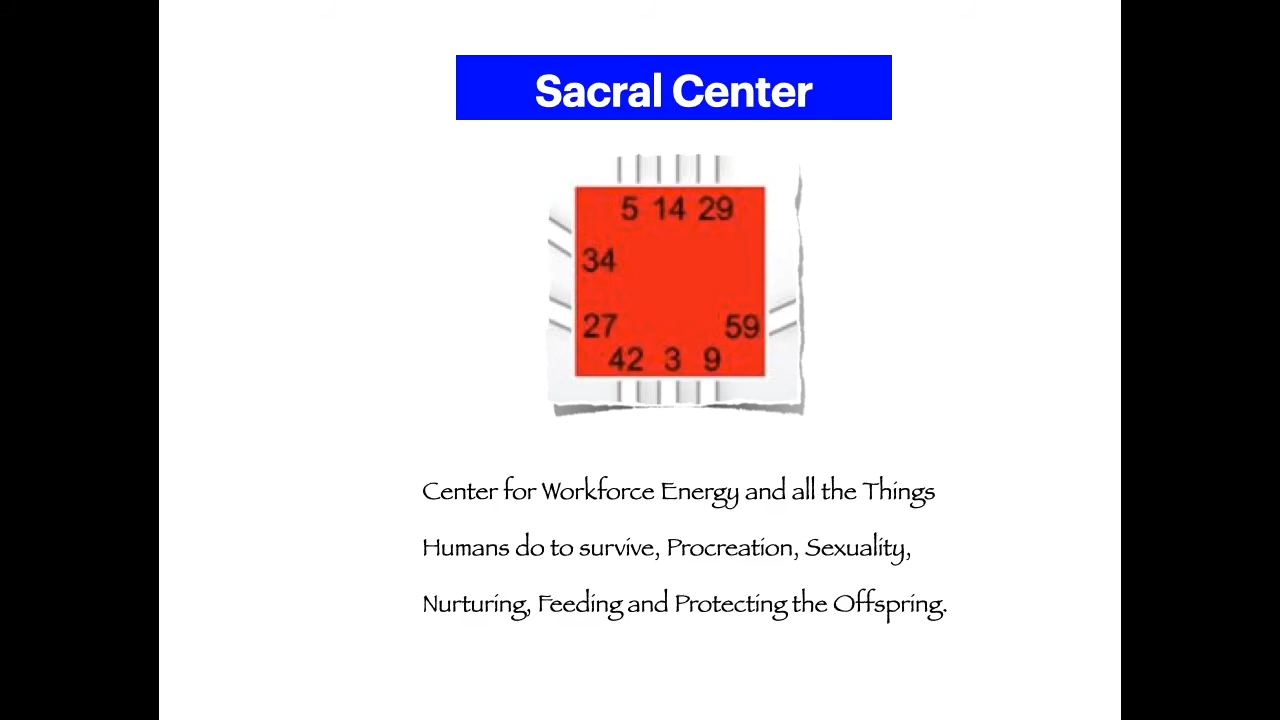 Sacral Center
5 14 29
34
27 59
42 3 9
Center for Workforce Energy and all the Things
Humans do to survive, Procreation, Sexuality,
Nurturing, Feeding and Protecting the Offspring.